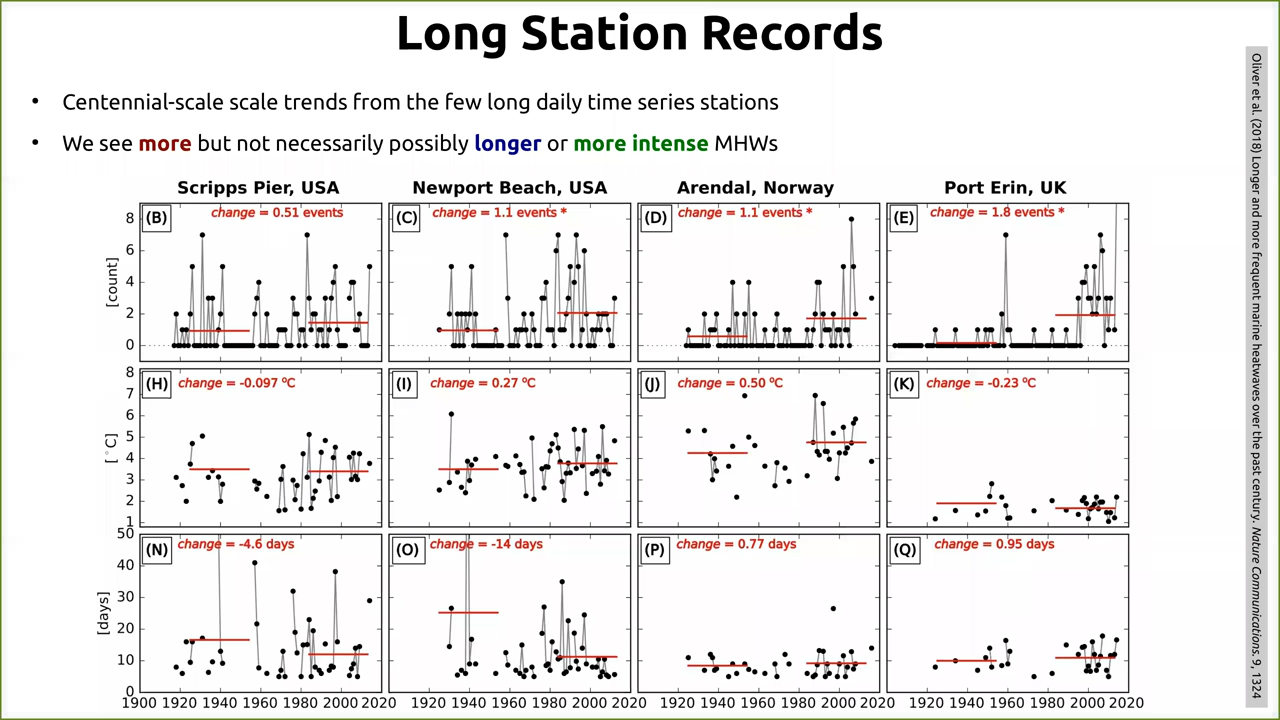 Long Station Records
• Centennial-scale scale trends from the few long daily time series stations
• We see more but not necessarily possibly longer or more intense MHWs
Scripps Pier, USA
Newport Beach, USA
Arendal, Norway
Port Erin, UK
(B) change = 0.51 events
(C) change = 1.1 events *
(D) change = 1.1 events *
(E) change = 1.8 events *
[count]
8
6
4
2
0
(H) change = -0.097 °C
(I) change = 0.27 °C
(J) change = 0.50 °C
(K) change = -0.23 °C
[°C]
8
7
6
5
4
3
2
1
(N) change = -4.6 days
(O) change = -14 days
(P) change = 0.77 days
(Q) change = 0.95 days
[days]
50
40
30
20
10
0
1900 1920 1940 1960 1980 2000 2020
1920 1940 1960 1980 2000 2020
1920 1940 1960 1980 2000 2020
1920 1940 1960 1980 2000 2020
Oliver et al. (2018) Longer and more frequent marine heatwaves over the past century. Nature Communications. 9, 1324